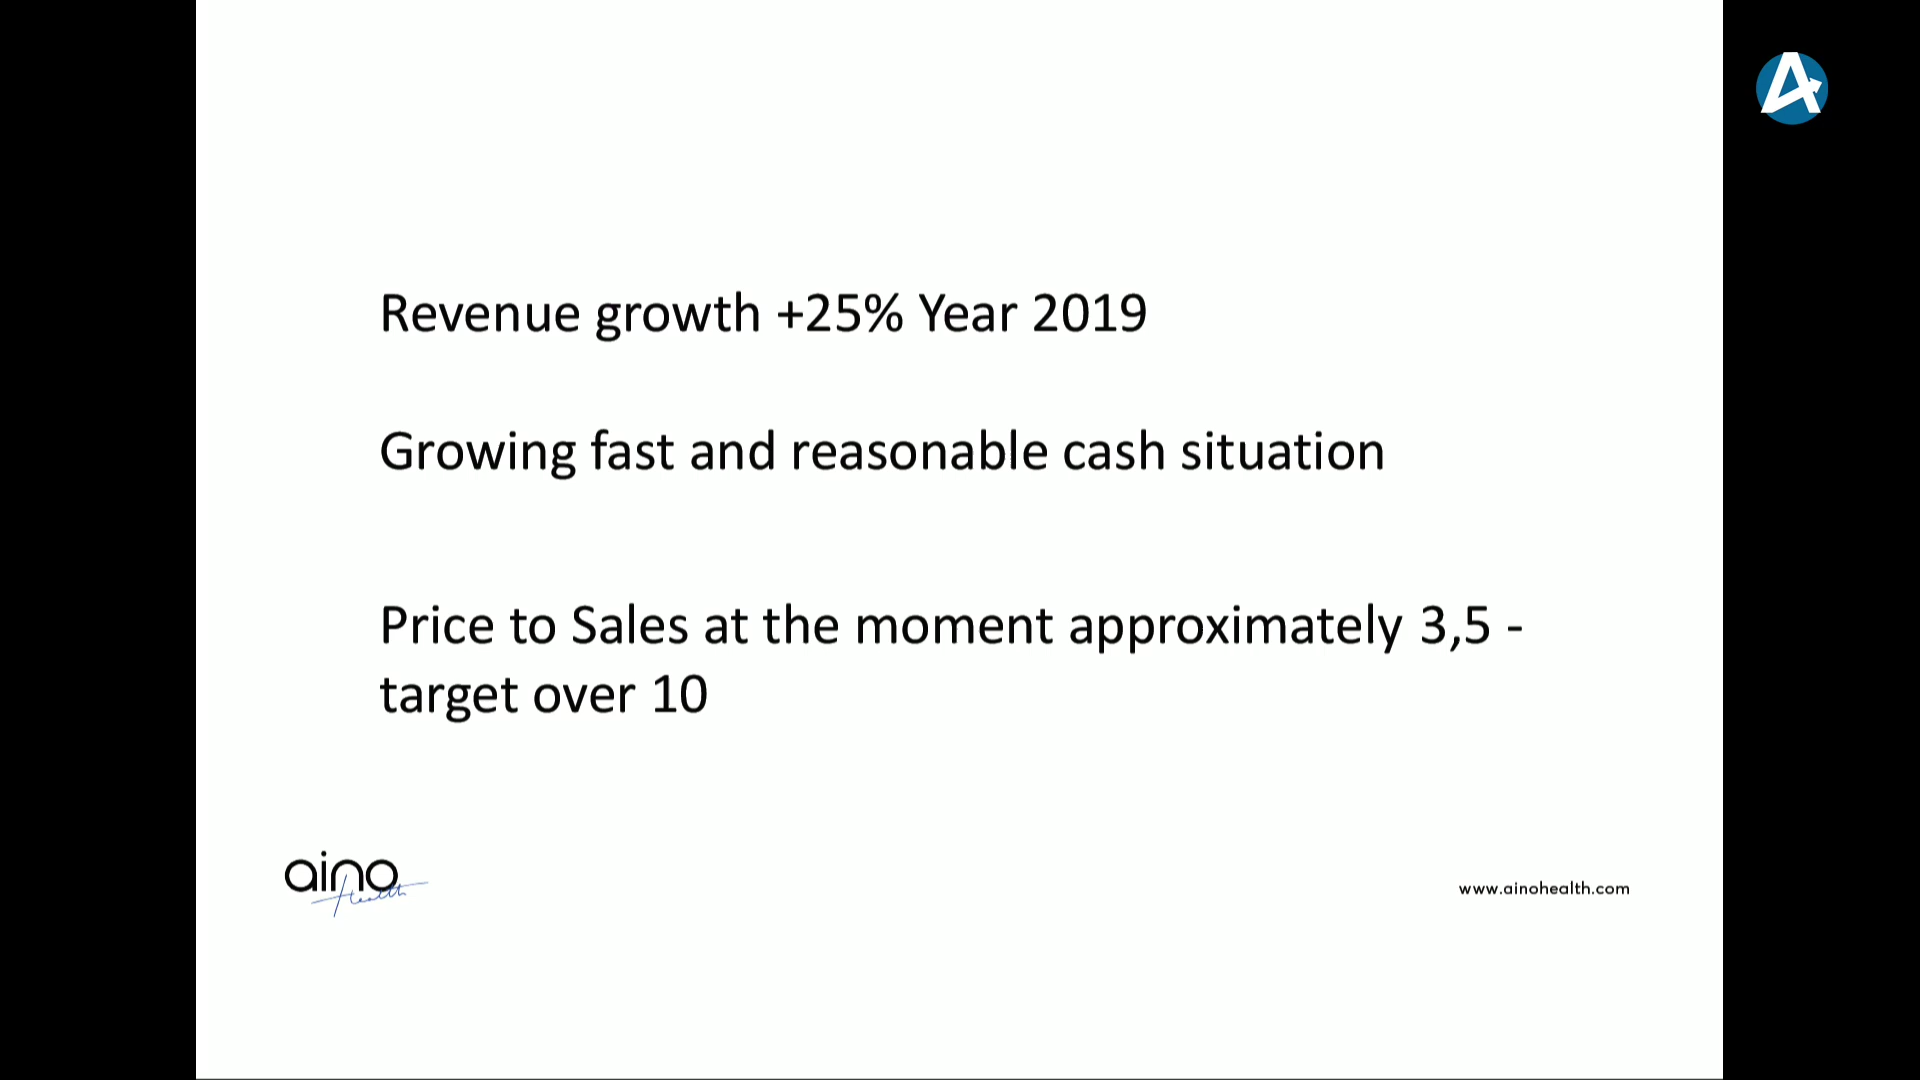 Revenue growth +25% Year 2019
Growing fast and reasonable cash situation
Price to Sales at the moment approximately 3,5 -
target over 10
aino
Health
www.ainohealth.com